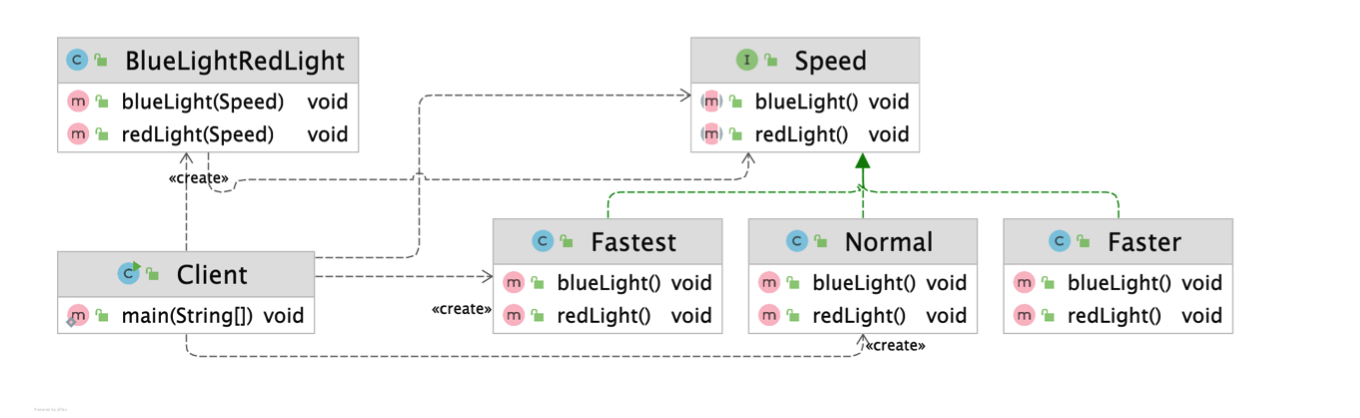 BlueLightRedLight
blueLight(Speed) void
redLight(Speed) void
«create»
Speed
blueLight() void
redLight() void
Client
main(String[]) void
«create»
Fastest
blueLight() void
redLight() void
Normal
blueLight() void
redLight() void
«create»
Faster
blueLight() void
redLight() void